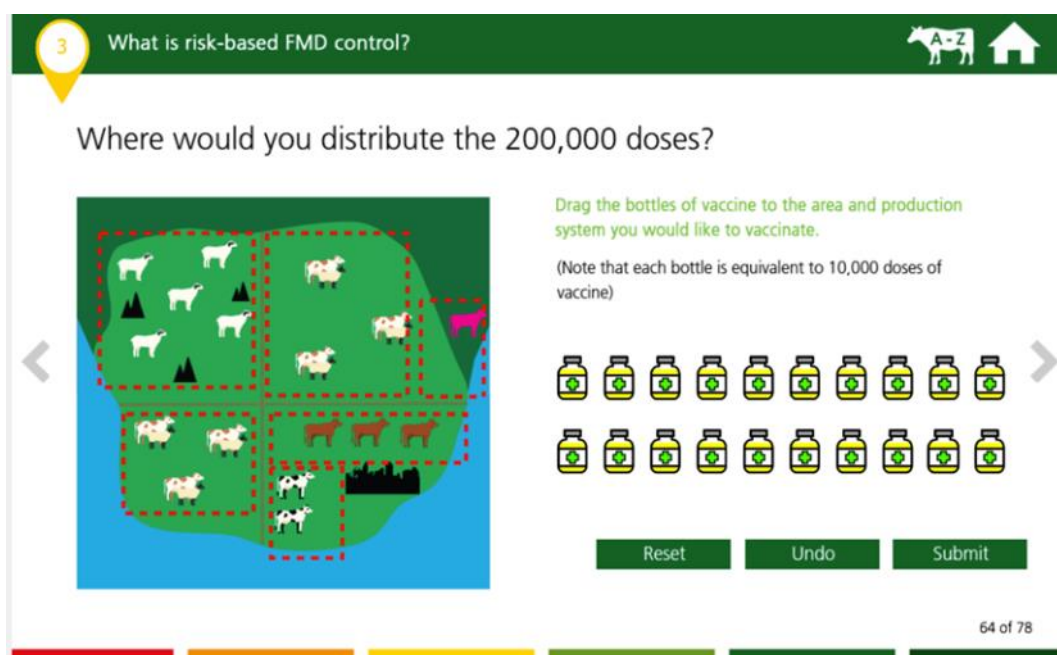 3
What is risk-based FMD control?
A - Z
Where would you distribute the 200,000 doses?
Drag the bottles of vaccine to the area and production
system you would like to vaccinate.
(Note that each bottle is equivalent to 10,000 doses of
vaccine)
Reset
Undo
Submit
64 of 78